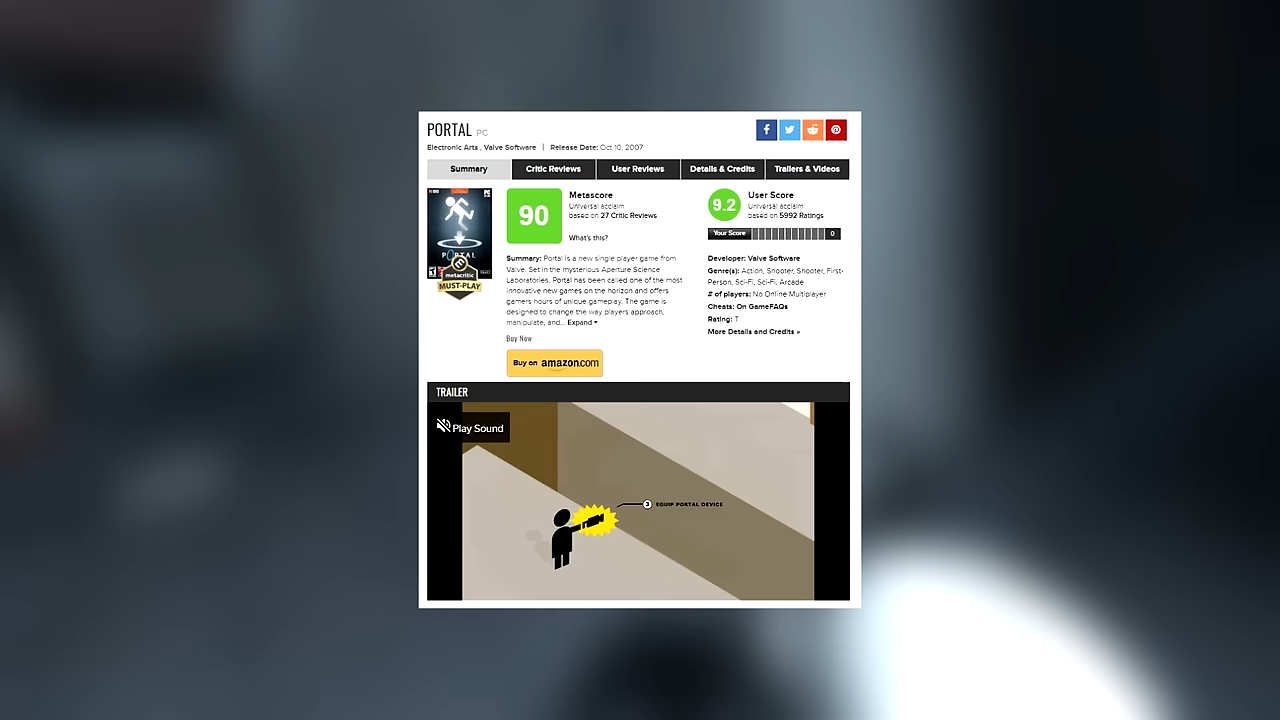 PORTAL PC
Electronic Arts , Valve Software | Release Date: Oct 10, 2007
Summary
Critic Reviews
User Reviews
Details & Credits
Trailers & Videos
PC
PORTAL
metacritic
MUST-PLAY
90
Metascore
Universal acclaim
based on 27 Critic Reviews
What's this?
Summary: Portal is a new single player game from
Valve. Set in the mysterious Aperture Science
Laboratories, Portal has been called one of the most
innovative new games on the horizon and offers
gamers hours of unique gameplay. The game is
designed to change the way players approach,
manipulate, and... Expand
Buy Now
Buy on amazon.com
9.2
User Score
Universal acclaim
based on 5992 Ratings
Your Score
0
Developer: Valve Software
Genre(s): Action, Shooter, Shooter, First-
Person, Sci-Fi, Sci-Fi, Arcade
# of players: No Online Multiplayer
Cheats: On GameFAQs
Rating: T
More Details and Credits »
TRAILER
Play Sound
3 EQUIP PORTAL DEVICE